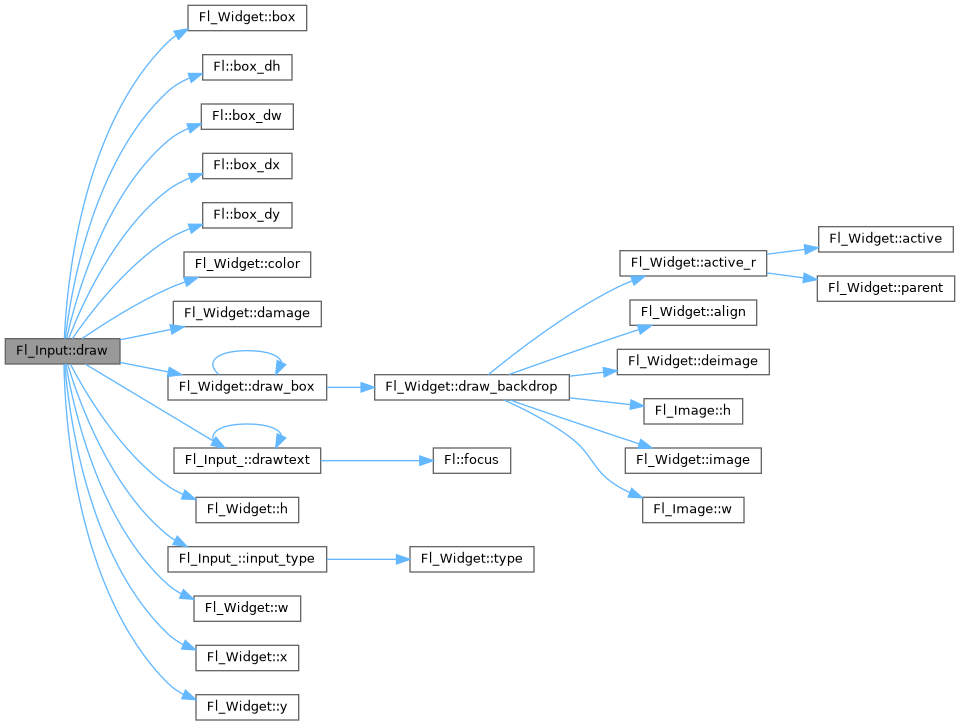 Fl_Widget::box
Fl::box_dh
Fl::box_dw
Fl::box_dx
Fl::box_dy
Fl_Widget::color
Fl_Widget::damage
Fl_Input::draw
Fl_Widget::draw_box
Fl_Widget::draw_backdrop
Fl_Widget::active_r
Fl_Widget::active
Fl_Widget::parent
Fl_Widget::align
Fl_Widget::deimage
Fl_Image::h
Fl_Widget::image
Fl_Image::w
Fl_Input_::drawtext
Fl::focus
Fl_Widget::h
Fl_Input_::input_type
Fl_Widget::type
Fl_Widget::w
Fl_Widget::x
Fl_Widget::y